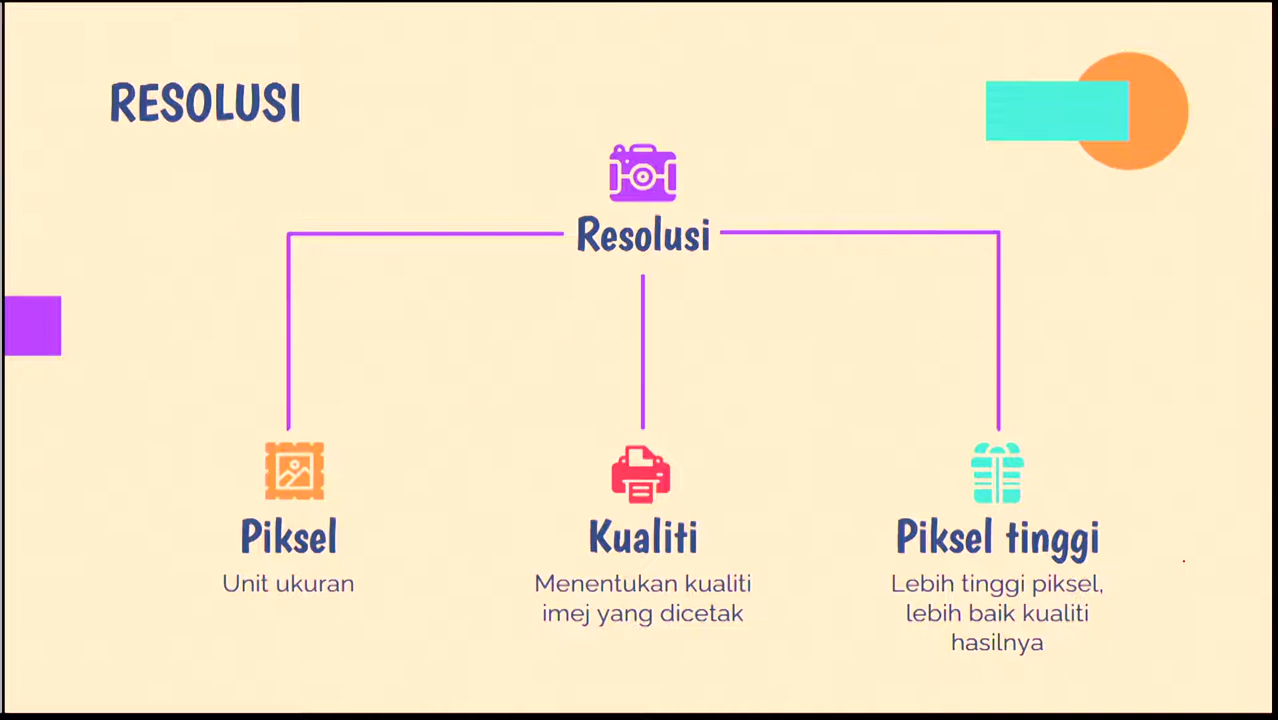 RESOLUSI
Resolusi
Piksel
Unit ukuran
Kualiti
Menentukan kualiti
imej yang dicetak
Piksel tinggi
Lebih tinggi piksel,
lebih baik kualiti
hasilnya